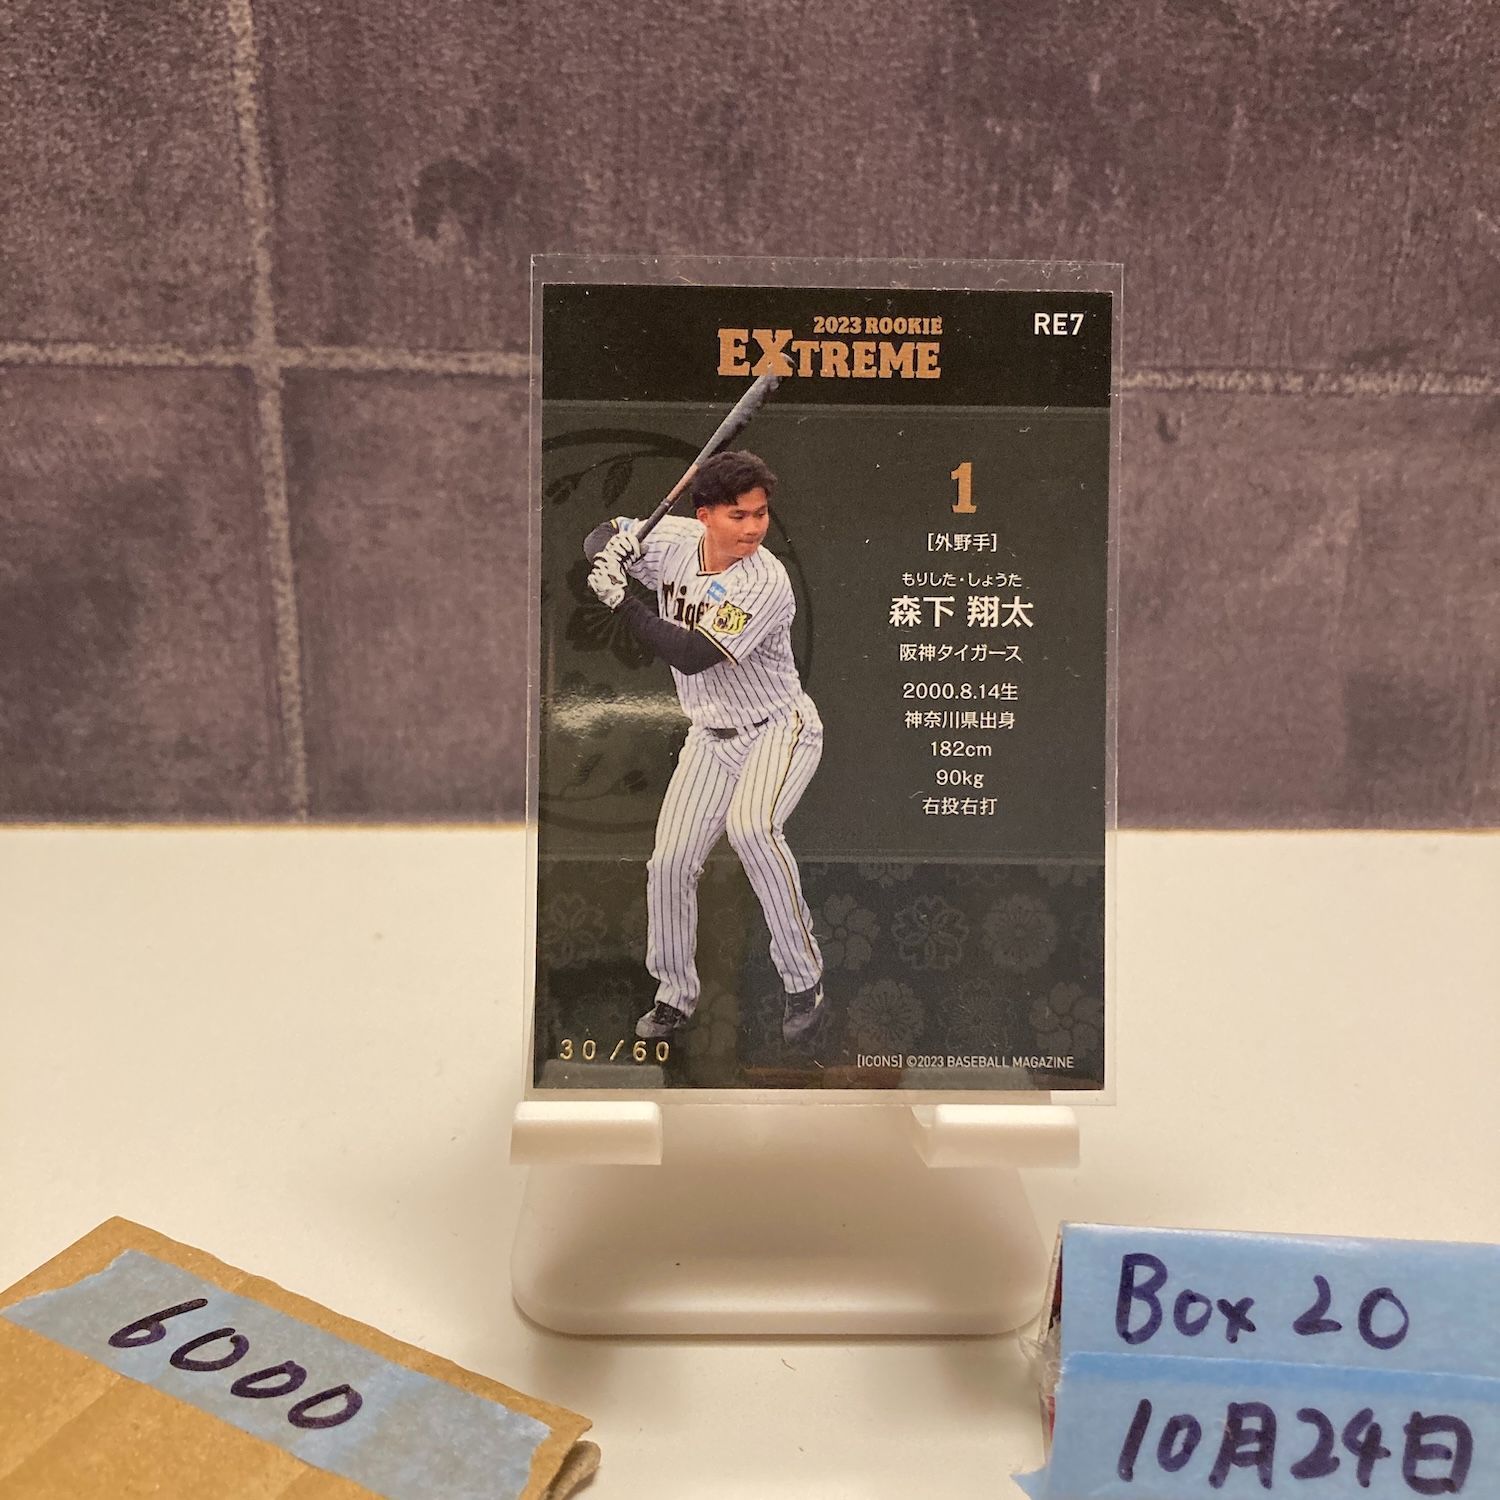 2023 ROOKIE
RE7
EXTREME
1
[外野手]
もりした・しょうた
森下 翔太
阪神タイガース
2000.8.14生
神奈川県出身
182cm
90kg
右投右打
Tige
30/60
[ICONS] ©2023 BASEBALL MAGAZINE
6000
Box 20
10月24日